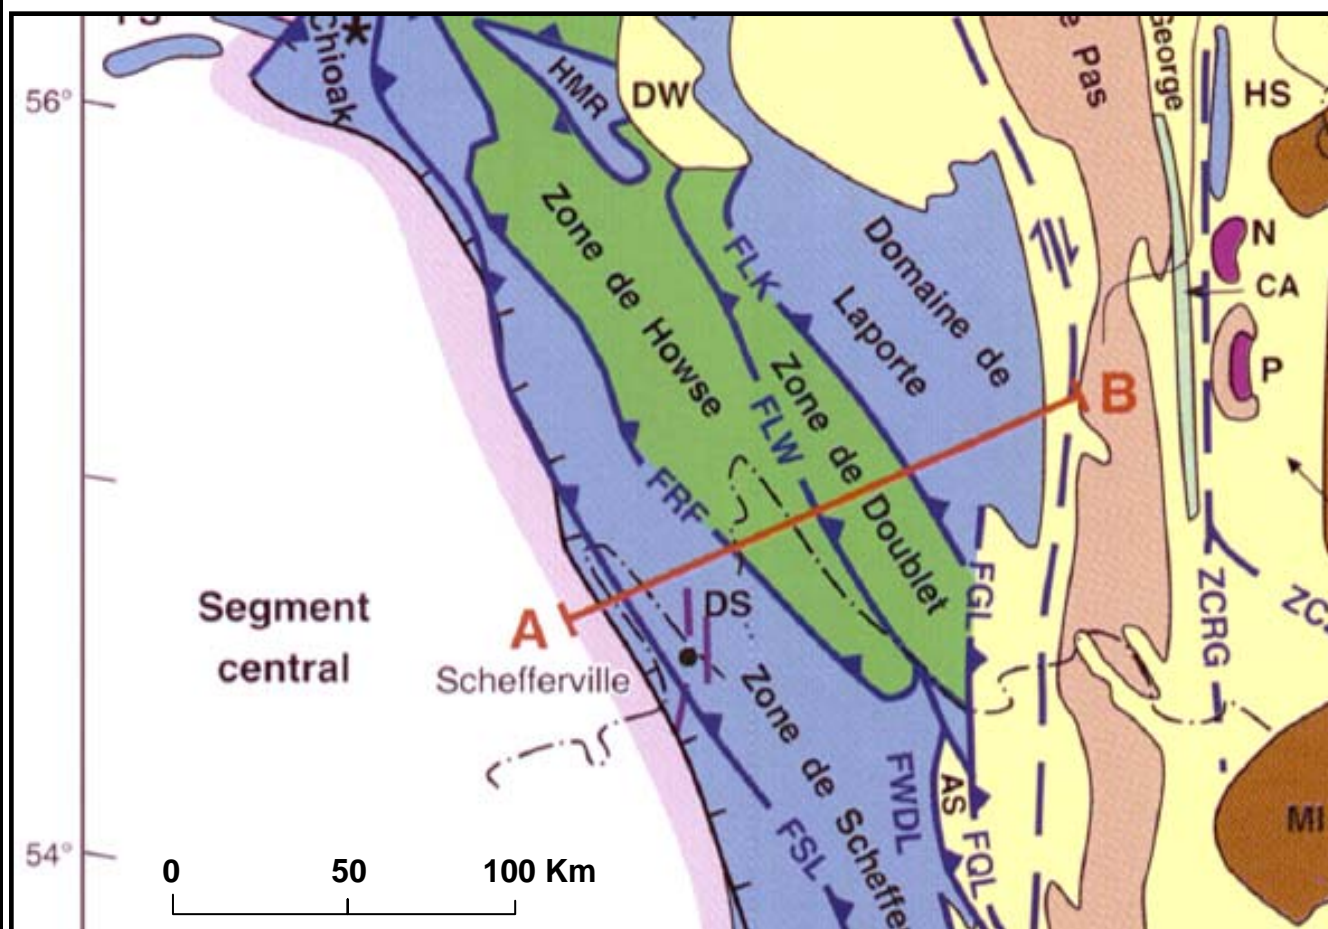 Chioak
HMR
DW
e Pas
George
HS
56°
Zone de Howse
FLK
Domaine de
Laporte
N
CA
P
B
Zone de Doublet
FLW
FRF
A
DS
Segment
central
Schefferville
FGL
ZCRG
Zone de Scheffe
FWDL
AS
FQL
FSL
MI
54°
0 50 100 Km